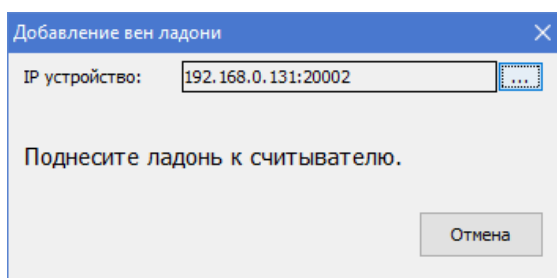 Добавление вен ладони
IP устройство: 192.168.0.131:20002 ...
Поднесите ладонь к считывателю.
Отмена